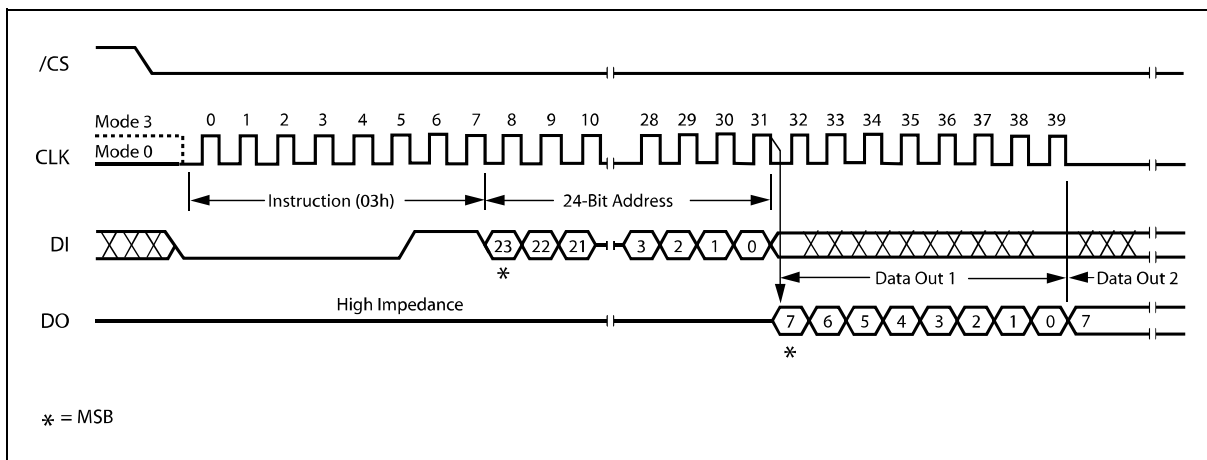 /CS
Mode 3
0 1 2 3 4 5 6 7 8 9 10 28 29 30 31 32 33 34 35 36 37 38 39
CLK
Mode 0
Instruction (03h) 24-Bit Address
DI
23 22 21 3 2 1 0
*
Data Out 1 Data Out 2
High Impedance
DO
7 6 5 4 3 2 1 0 7
*
* = MSB